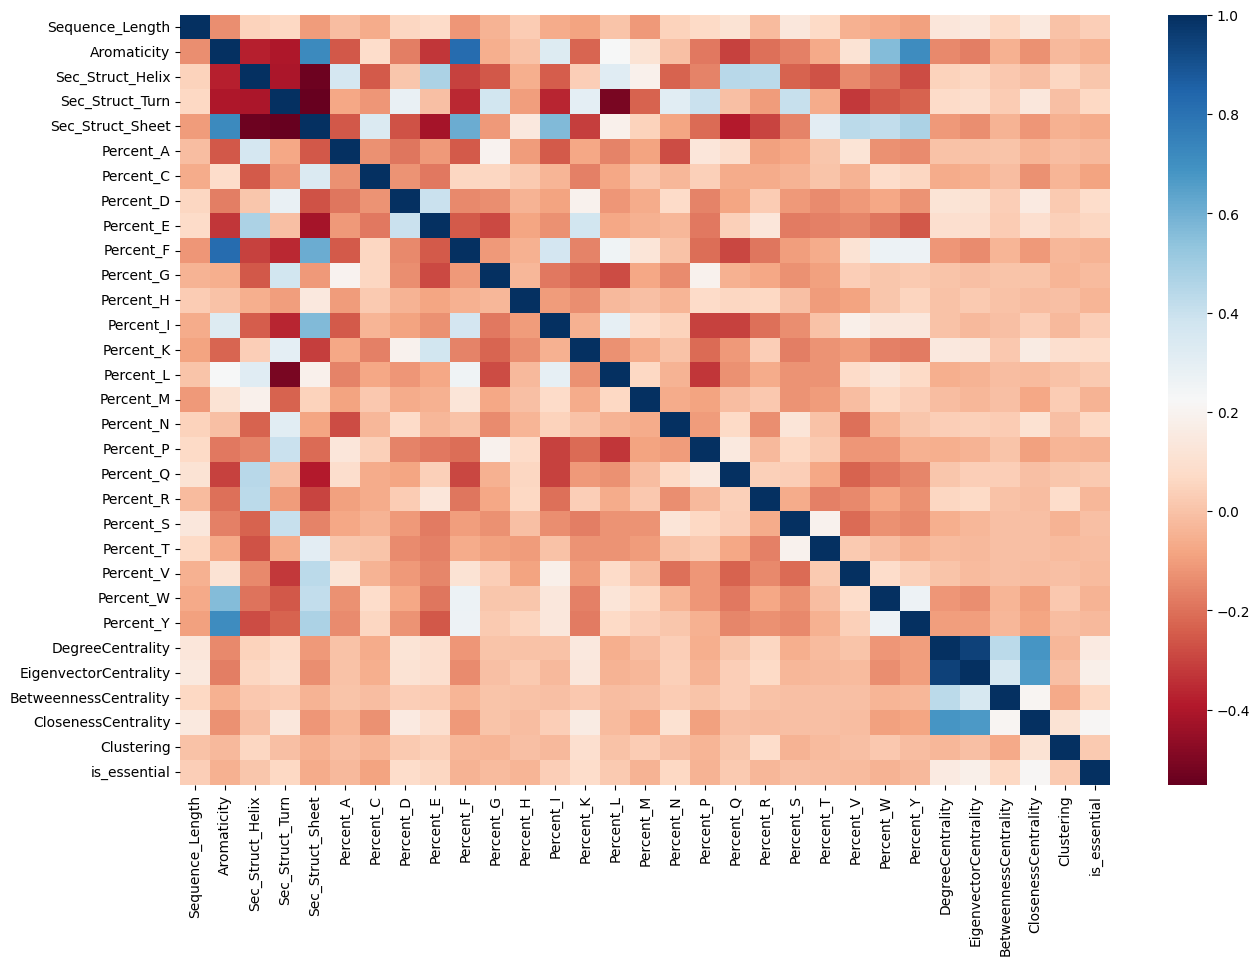 Sequence_Length
Aromaticity
Sec_Struct_Helix
Sec_Struct_Turn
Sec_Struct_Sheet
Percent_A
Percent_C
Percent_D
Percent_E
Percent_F
Percent_G
Percent_H
Percent_I
Percent_K
Percent_L
Percent_M
Percent_N
Percent_P
Percent_Q
Percent_R
Percent_S
Percent_T
Percent_V
Percent_W
Percent_Y
DegreeCentrality
EigenvectorCentrality
BetweennessCentrality
ClosenessCentrality
Clustering
is_essential
Sequence_Length
Aromaticity
Sec_Struct_Helix
Sec_Struct_Turn
Sec_Struct_Sheet
Percent_A
Percent_C
Percent_D
Percent_E
Percent_F
Percent_G
Percent_H
Percent_I
Percent_K
Percent_L
Percent_M
Percent_N
Percent_P
Percent_Q
Percent_R
Percent_S
Percent_T
Percent_V
Percent_W
Percent_Y
DegreeCentrality
EigenvectorCentrality
BetweennessCentrality
ClosenessCentrality
Clustering
is_essential
1.0
0.8
0.6
0.4
0.2
0.0
−0.2
−0.4